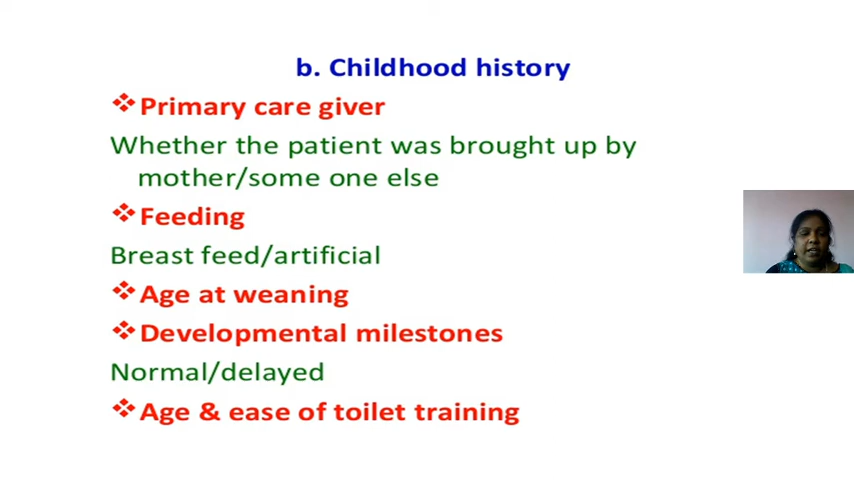 b. Childhood history
❖Primary care giver
Whether the patient was brought up by
mother/some one else
❖Feeding
Breast feed/artificial
❖Age at weaning
❖Developmental milestones
Normal/delayed
❖Age & ease of toilet training